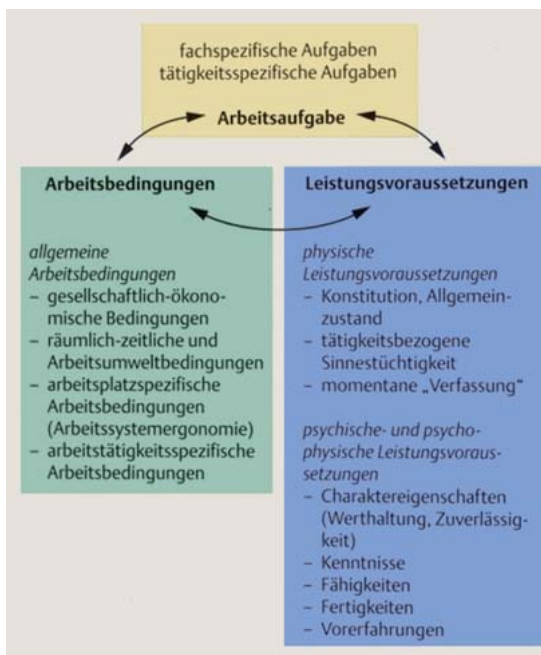 fachspezifische Aufgaben
tätigkeitsspezifische Aufgaben
Arbeitsaufgabe
Arbeitsbedingungen
allgemeine
Arbeitsbedingungen
– gesellschaftlich-ökono-
mische Bedingungen
– räumlich-zeitliche und
Arbeitsumweltbedingungen
– arbeitsplatzspezifische
Arbeitsbedingungen
(Arbeitssystemergonomie)
– arbeitstätigkeitsspezifische
Arbeitsbedingungen
Leistungsvoraussetzungen
physische
Leistungsvoraussetzungen
– Konstitution, Allgemein-
zustand
– tätigkeitsbezogene
Sinnestüchtigkeit
– momentane „Verfassung“
psychische- und psycho-
physische Leistungsvoraus-
setzungen
– Charaktereigenschaften
(Werthaltung, Zuverlässig-
keit)
– Kenntnisse
– Fähigkeiten
– Fertigkeiten
– Vorerfahrungen